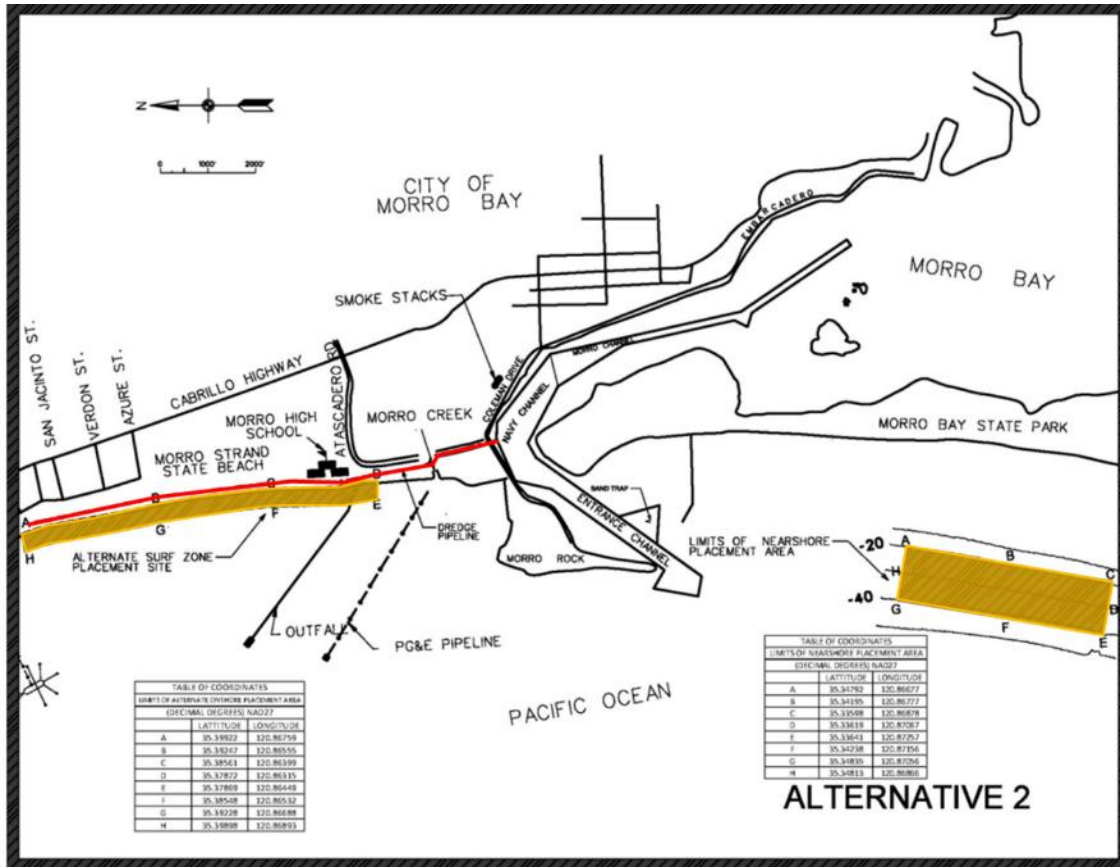 N
0 1000' 2000'
CITY OF
MORRO BAY
EMBARCADERO
MORRO BAY
SMOKE STACKS
MORRO CHANNEL
SAN JACINTO ST.
VERDON ST.
AZURE ST.
CABRILLO HIGHWAY
ATASCADERO RD
MORRO CREEK
COLEMAN DRIVE
NAVY CHANNEL
MORRO HIGH
SCHOOL
MORRO STRAND
STATE BEACH
MORRO BAY STATE PARK
SAND TRAP
ENTRANCE CHANNEL
A
B
D
E
F
G
H
DREDGE
PIPELINE
ALTERNATE SURF ZONE
PLACEMENT SITE
MORRO ROCK
LIMITS OF NEARSHORE
PLACEMENT AREA
-20
-40
A
B
C
H
B
G
F
E
OUTFALL
PG&E PIPELINE
PACIFIC OCEAN
TABLE OF COORDINATES
LIMITS OF ALTERNATE ONSHORE PLACEMENT AREA
(DECIMAL DEGREES) NAD27
LATTITUDE LONGITUDE
A 35.39922 120.86759
B 35.39247 120.86555
C 35.38561 120.86399
D 35.37872 120.86315
E 35.37869 120.86449
F 35.38548 120.86532
G 35.39228 120.86688
H 35.39898 120.86893
TABLE OF COORDINATES
LIMITS OF NEARSHORE PLACEMENT AREA
(DECIMAL DEGREES) NAD27
LATTITUDE LONGITUDE
A 35.34792 120.86677
B 35.34195 120.86777
C 35.33598 120.86878
D 35.33619 120.87067
E 35.33641 120.87257
F 35.34238 120.87156
G 35.34835 120.87056
H 35.34813 120.86866
ALTERNATIVE 2